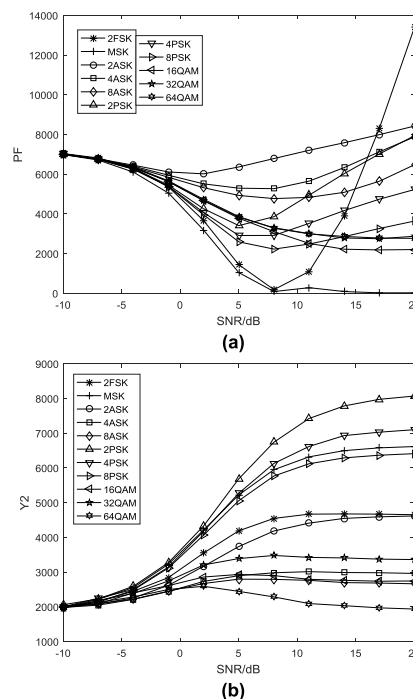 14000
12000
10000
8000
6000
4000
2000
0
PF
2FSK
MSK
2ASK
4ASK
8ASK
2PSK
4PSK
8PSK
16QAM
32QAM
64QAM
-10 -5 0 5 10 15 20
SNR/dB
(a)
9000
8000
7000
6000
5000
4000
3000
2000
1000
Y2
2FSK
MSK
2ASK
4ASK
8ASK
2PSK
4PSK
8PSK
16QAM
32QAM
64QAM
-10 -5 0 5 10 15 20
SNR/dB
(b)